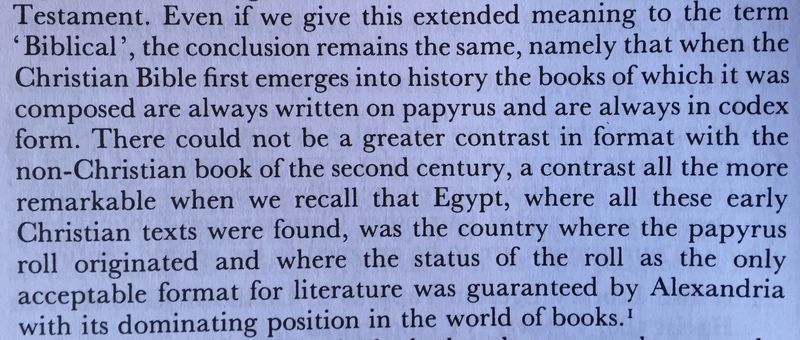 Testament. Even if we give this extended meaning to the term
‘Biblical’, the conclusion remains the same, namely that when the
Christian Bible first emerges into history the books of which it was
composed are always written on papyrus and are always in codex
form. There could not be a greater contrast in format with the
non-Christian book of the second century, a contrast all the more
remarkable when we recall that Egypt, where all these early
Christian texts were found, was the country where the papyrus
roll originated and where the status of the roll as the only
acceptable format for literature was guaranteed by Alexandria
with its dominating position in the world of books.¹